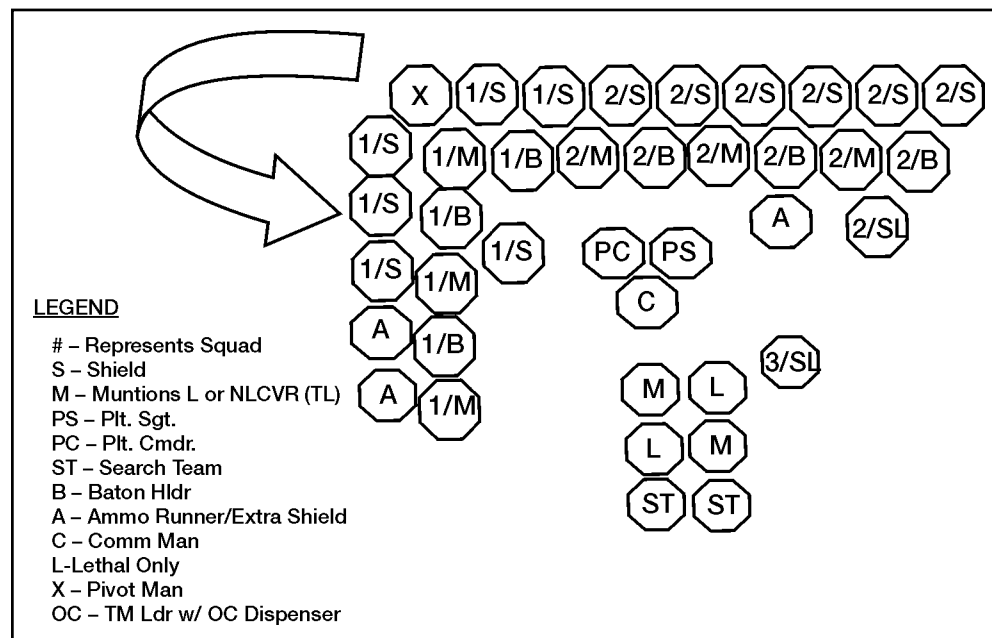 X 1/S 1/S 2/S 2/S 2/S 2/S 2/S 2/S
1/S 1/M 1/B 2/M 2/B 2/M 2/B 2/M 2/B
1/S 1/B A 2/SL
1/S 1/M 1/S PC PS
C
A 1/B 3/SL
A 1/M M L
L M
ST ST
LEGEND
# – Represents Squad
S – Shield
M – Muntions L or NLCVR (TL)
PS – Plt. Sgt.
PC – Plt. Cmdr.
ST – Search Team
B – Baton Hldr
A – Ammo Runner/Extra Shield
C – Comm Man
L-Lethal Only
X – Pivot Man
OC – TM Ldr w/ OC Dispenser